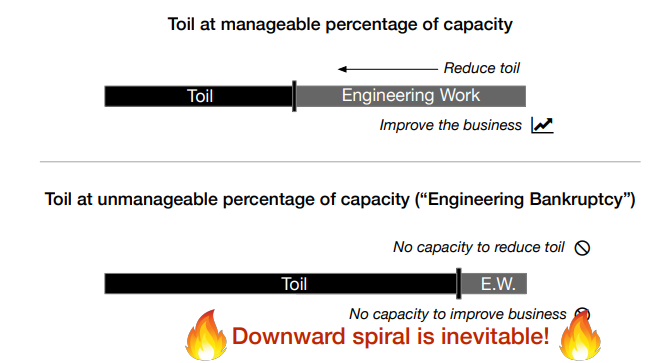 Toil at manageable percentage of capacity
Reduce toil
Toil
Engineering Work
Improve the business
Toil at unmanageable percentage of capacity (“Engineering Bankruptcy”)
No capacity to reduce toil
Toil
E.W.
No capacity to improve business
Downward spiral is inevitable!